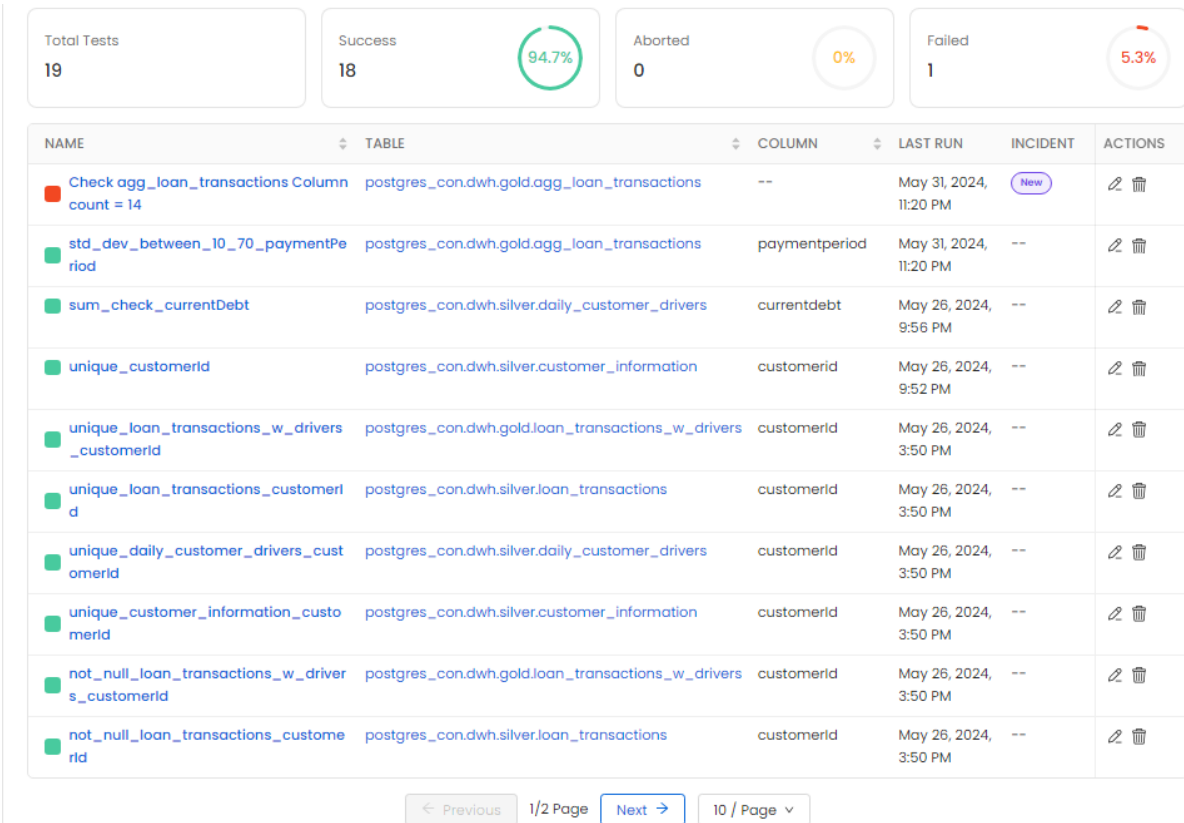 Total Tests
19
Success
18
94.7%
Aborted
0
0%
Failed
1
5.3%
NAME TABLE COLUMN LAST RUN INCIDENT ACTIONS
Check agg_loan_transactions Column postgres_con.dwh.gold.agg_loan_transactions -- May 31, 2024, New
count = 14 11:20 PM
std_dev_between_10_70_paymentPe postgres_con.dwh.gold.agg_loan_transactions paymentperiod May 31, 2024, --
riod 11:20 PM
sum_check_currentDebt postgres_con.dwh.silver.daily_customer_drivers currentdebt May 26, 2024, --
9:56 PM
unique_customerId postgres_con.dwh.silver.customer_information customerid May 26, 2024, --
9:52 PM
unique_loan_transactions_w_drivers postgres_con.dwh.gold.loan_transactions_w_drivers customerId May 26, 2024, --
_customerId 3:50 PM
unique_loan_transactions_customerI postgres_con.dwh.silver.loan_transactions customerId May 26, 2024, --
d 3:50 PM
unique_daily_customer_drivers_cust postgres_con.dwh.silver.daily_customer_drivers customerId May 26, 2024, --
omerId 3:50 PM
unique_customer_information_custo postgres_con.dwh.silver.customer_information customerId May 26, 2024, --
merId 3:50 PM
not_null_loan_transactions_w_driver postgres_con.dwh.gold.loan_transactions_w_drivers customerId May 26, 2024, --
s_customerId 3:50 PM
not_null_loan_transactions_custome postgres_con.dwh.silver.loan_transactions customerId May 26, 2024, --
rId 3:50 PM
← Previous 1/2 Page Next → 10 / Page